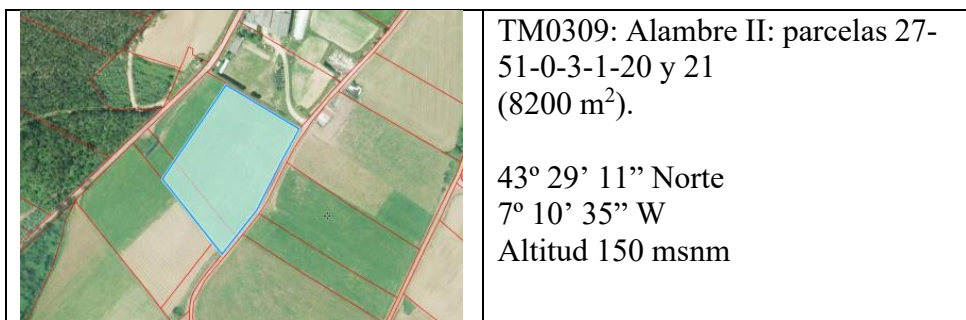 TM0309: Alambre II: parcelas 27-
51-0-3-1-20 y 21
(8200 m²).
43º 29’ 11” Norte
7º 10’ 35” W
Altitud 150 msnm